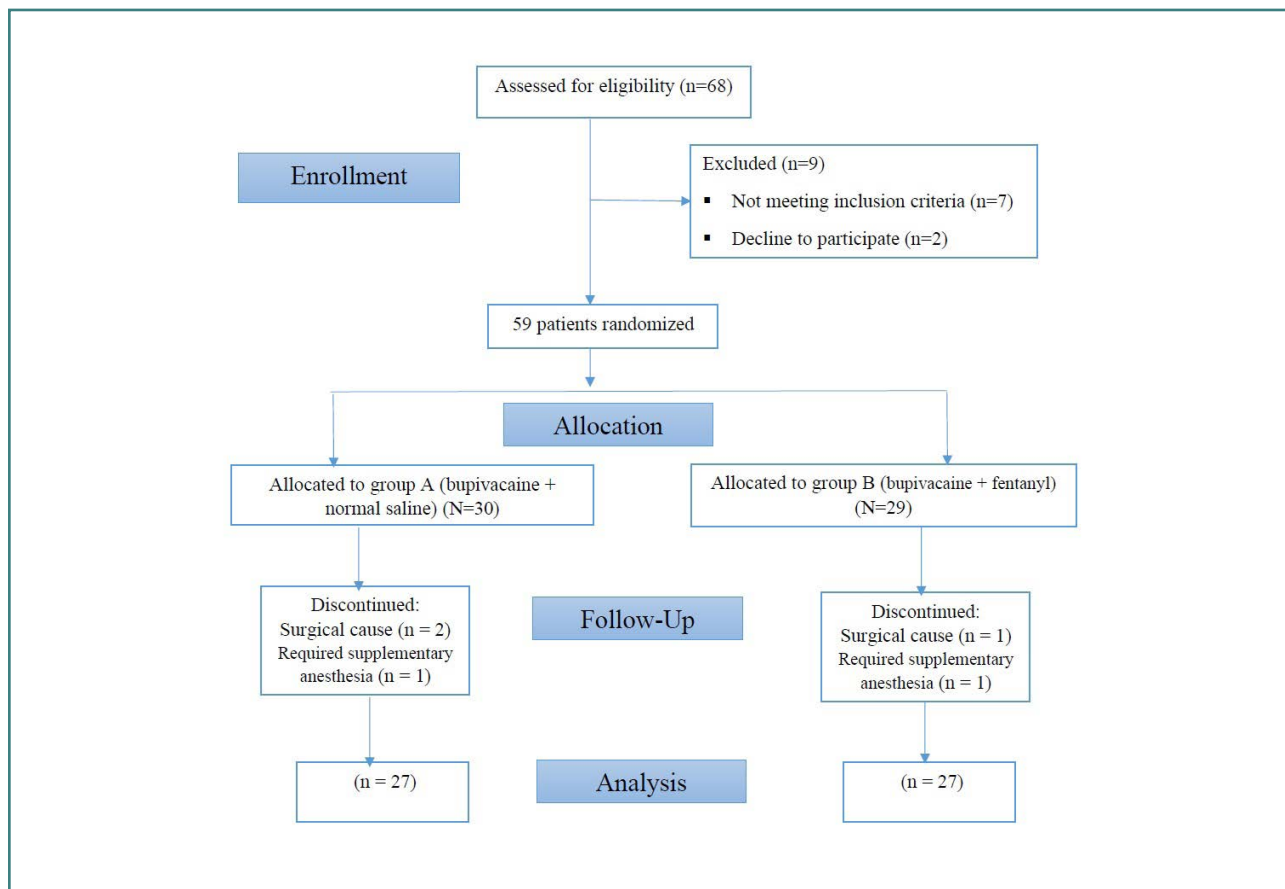 Assessed for eligibility (n=68)
Enrollment
Excluded (n=9)
▪ Not meeting inclusion criteria (n=7)
▪ Decline to participate (n=2)
59 patients randomized
Allocation
Allocated to group A (bupivacaine +
normal saline) (N=30)
Allocated to group B (bupivacaine + fentanyl)
(N=29)
Discontinued:
Surgical cause (n = 2)
Required supplementary
anesthesia (n = 1)
Follow-Up
Discontinued:
Surgical cause (n = 1)
Required supplementary
anesthesia (n = 1)
(n = 27)
Analysis
(n = 27)